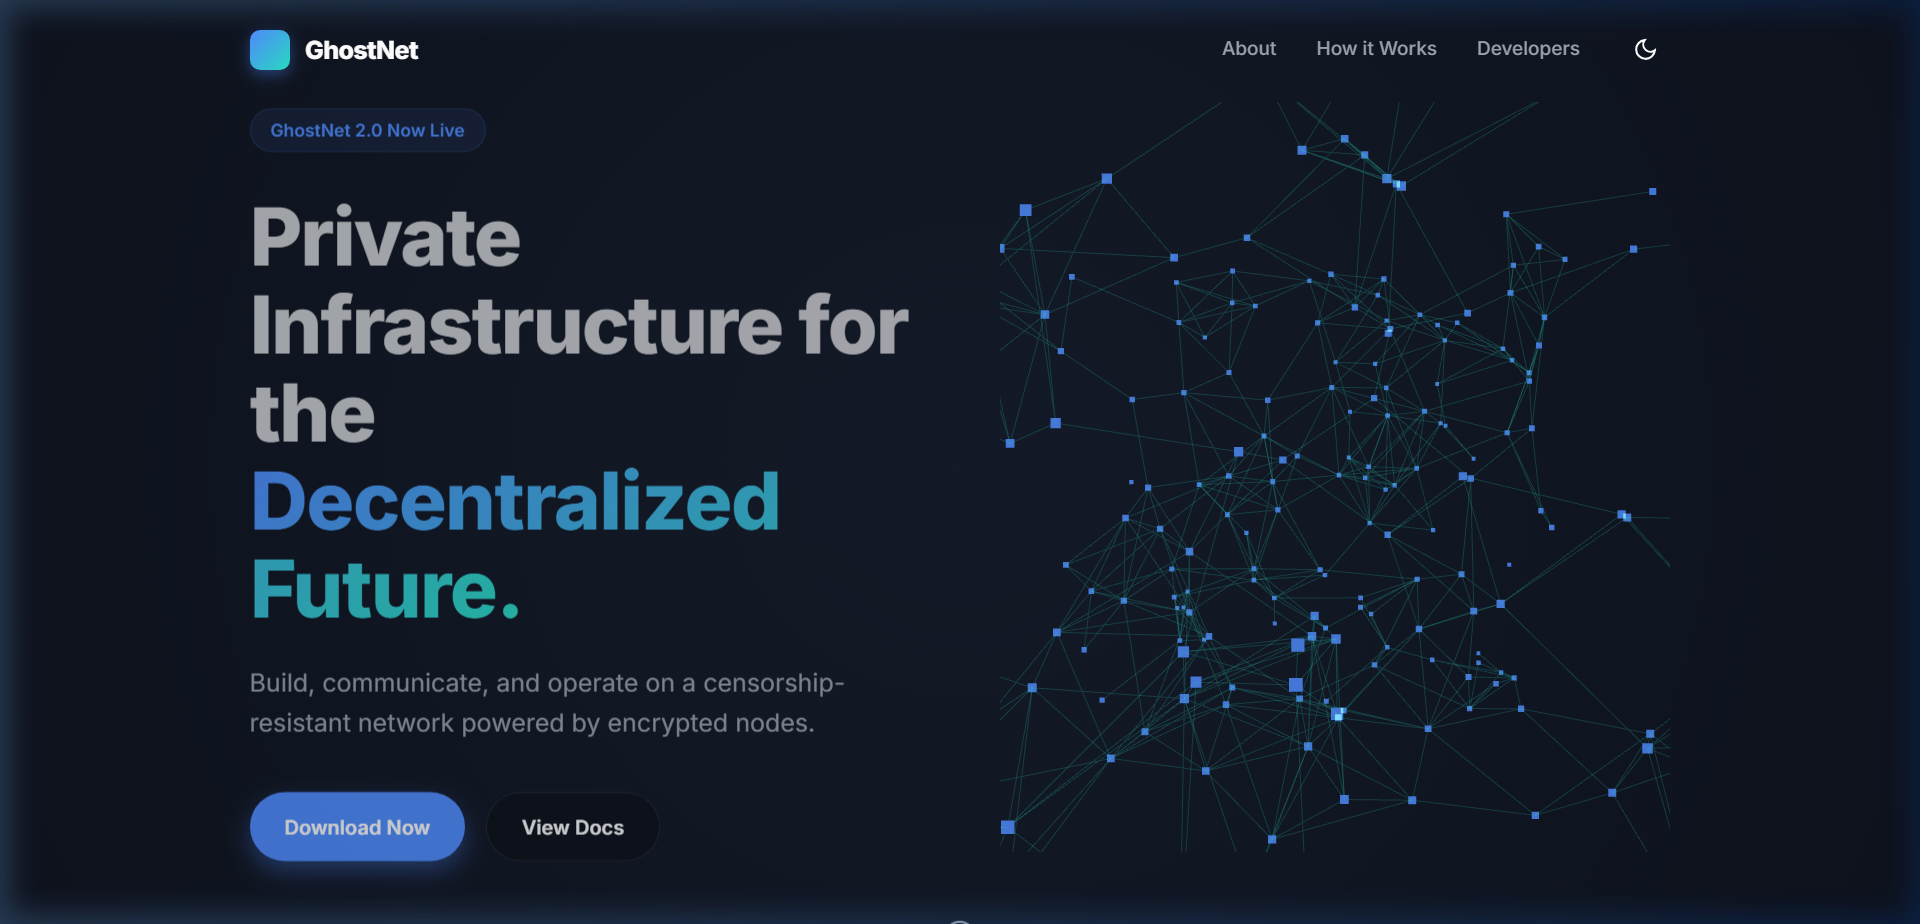 GhostNet
About
How it Works
Developers
GhostNet 2.0 Now Live
Private
Infrastructure for
the
Decentralized
Future.
Build, communicate, and operate on a censorship-
resistant network powered by encrypted nodes.
Download Now
View Docs